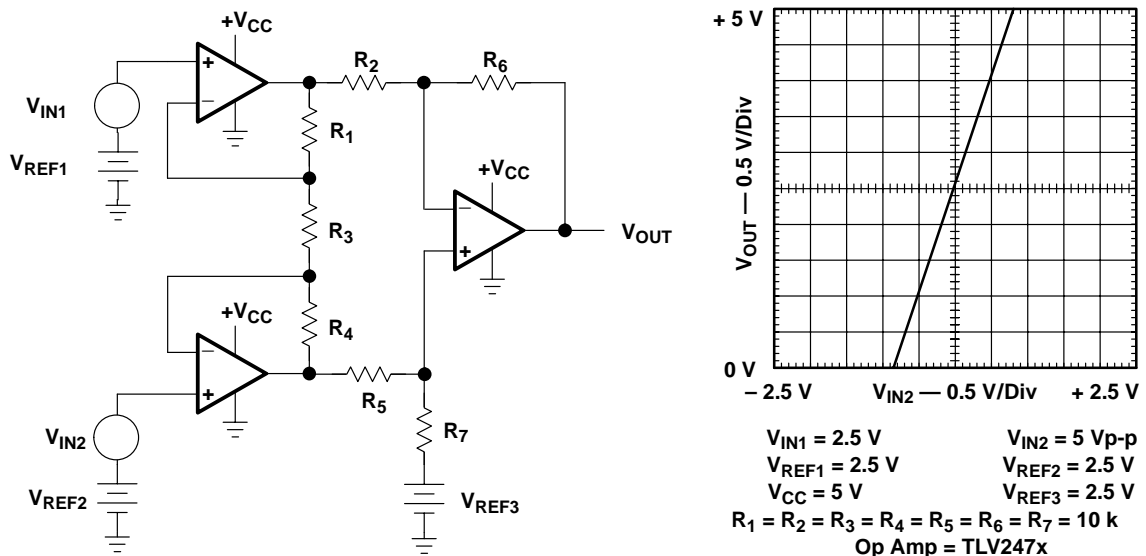 +VCC
+
–
VIN1
VREF1
R1
R2
R6
R3
+VCC
–
+
VOUT
R4
+VCC
–
+
R5
R7
VIN2
VREF2
VREF3
+ 5 V
VOUT — 0.5 V/Div
0 V
– 2.5 V
VIN2 — 0.5 V/Div
+ 2.5 V
VIN1 = 2.5 V
VIN2 = 5 Vp-p
VREF1 = 2.5 V
VREF2 = 2.5 V
VCC = 5 V
VREF3 = 2.5 V
R1 = R2 = R3 = R4 = R5 = R6 = R7 = 10 k
Op Amp = TLV247x